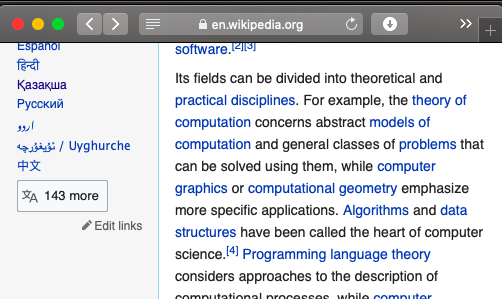 en.wikipedia.org
Español
हिन्दी
Қазақша
Русский
اردو
ئۇيغۇرچە / Uyghurche
中文
143 more
Edit links
software.[2][3]
Its fields can be divided into theoretical and
practical disciplines. For example, the theory of
computation concerns abstract models of
computation and general classes of problems that
can be solved using them, while computer
graphics or computational geometry emphasize
more specific applications. Algorithms and data
structures have been called the heart of computer
science.[4] Programming language theory
considers approaches to the description of
computational processes, while computer